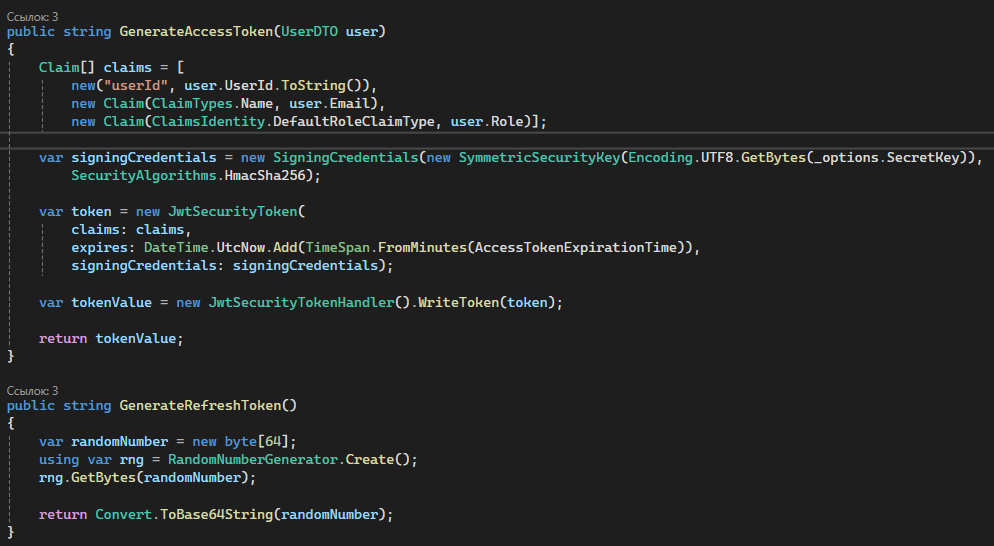 Ссылок: 3
public string GenerateAccessToken(UserDTO user)
{
Claim[] claims = [
new("userId", user.UserId.ToString()),
new Claim(ClaimTypes.Name, user.Email),
new Claim(ClaimsIdentity.DefaultRoleClaimType, user.Role)];
var signingCredentials = new SigningCredentials(new SymmetricSecurityKey(Encoding.UTF8.GetBytes(_options.SecretKey)),
SecurityAlgorithms.HmacSha256);
var token = new JwtSecurityToken(
claims: claims,
expires: DateTime.UtcNow.Add(TimeSpan.FromMinutes(AccessTokenExpirationTime)),
signingCredentials: signingCredentials);
var tokenValue = new JwtSecurityTokenHandler().WriteToken(token);
return tokenValue;
}
Ссылок: 3
public string GenerateRefreshToken()
{
var randomNumber = new byte[64];
using var rng = RandomNumberGenerator.Create();
rng.GetBytes(randomNumber);
return Convert.ToBase64String(randomNumber);
}